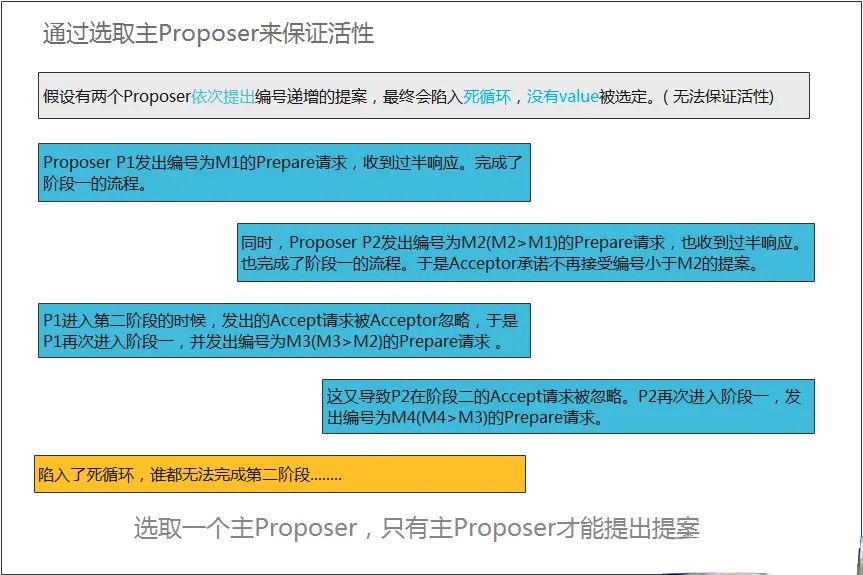 通过选取主Proposer来保证活性
假设有两个Proposer依次提出编号递增的提案，最终会陷入死循环，没有value被选定。( 无法保证活性)
Proposer P1发出编号为M1的Prepare请求，收到过半响应。完成了
阶段一的流程。
同时，Proposer P2发出编号为M2(M2>M1)的Prepare请求，也收到过半响应。
也完成了阶段一的流程。于是Acceptor承诺不再接受编号小于M2的提案。
P1进入第二阶段的时候，发出的Accept请求被Acceptor忽略，于是
P1再次进入阶段一，并发出编号为M3(M3>M2)的Prepare请求 。
这又导致P2在阶段二的Accept请求被忽略。P2再次进入阶段一，发
出编号为M4(M4>M3)的Prepare请求。
陷入了死循环，谁都无法完成第二阶段........
选取一个主Proposer，只有主Proposer才能提出提案